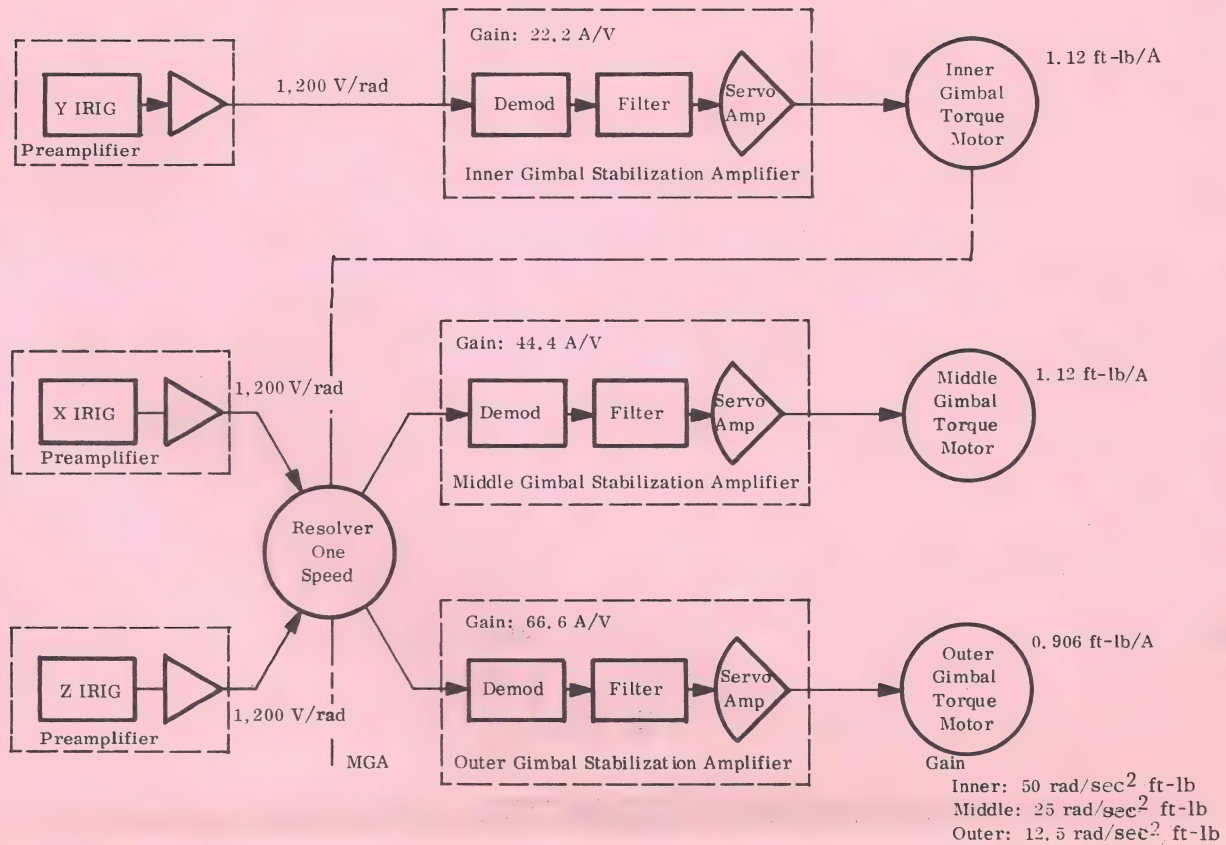 Gain: 22.2 A/V
1.12 ft-lb/A
1,200 V/rad
Y IRIG
Preamplifier
Demod
Filter
Servo
Amp
Inner
Gimbal
Torque
Motor
Inner Gimbal Stabilization Amplifier
Gain: 44.4 A/V
1.12 ft-lb/A
1,200 V/rad
X IRIG
Preamplifier
Demod
Filter
Servo
Amp
Middle
Gimbal
Torque
Motor
Middle Gimbal Stabilization Amplifier
Resolver
One
Speed
Gain: 66.6 A/V
0.906 ft-lb/A
Z IRIG
1,200 V/rad
Preamplifier
Demod
Filter
Servo
Amp
Outer
Gimbal
Torque
Motor
MGA
Outer Gimbal Stabilization Amplifier
Gain
Inner: 50 rad/sec² ft-lb
Middle: 25 rad/sec² ft-lb
Outer: 12.5 rad/sec² ft-lb